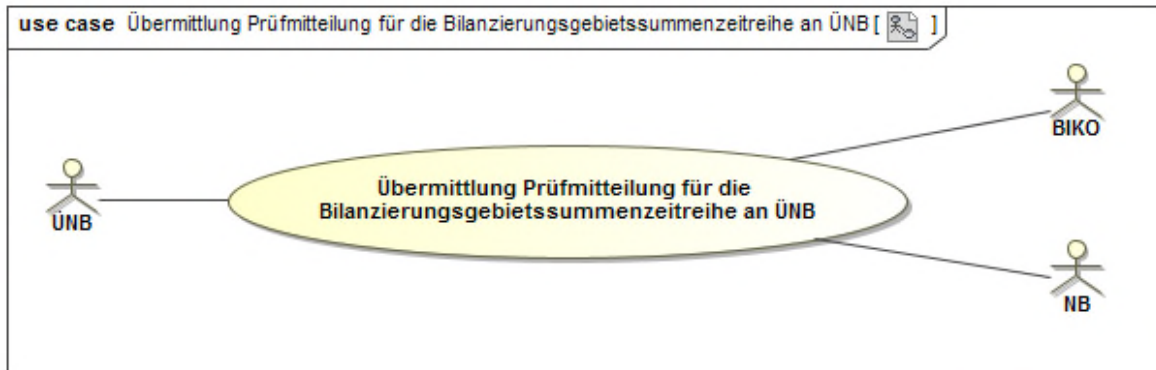 use case Übermittlung Prüfmitteilung für die Bilanzierungsgebietssummenzeitreihe an ÜNB [ ]
BIKO
Übermittlung Prüfmitteilung für die
Bilanzierungsgebietssummenzeitreihe an ÜNB
ÜNB
NB